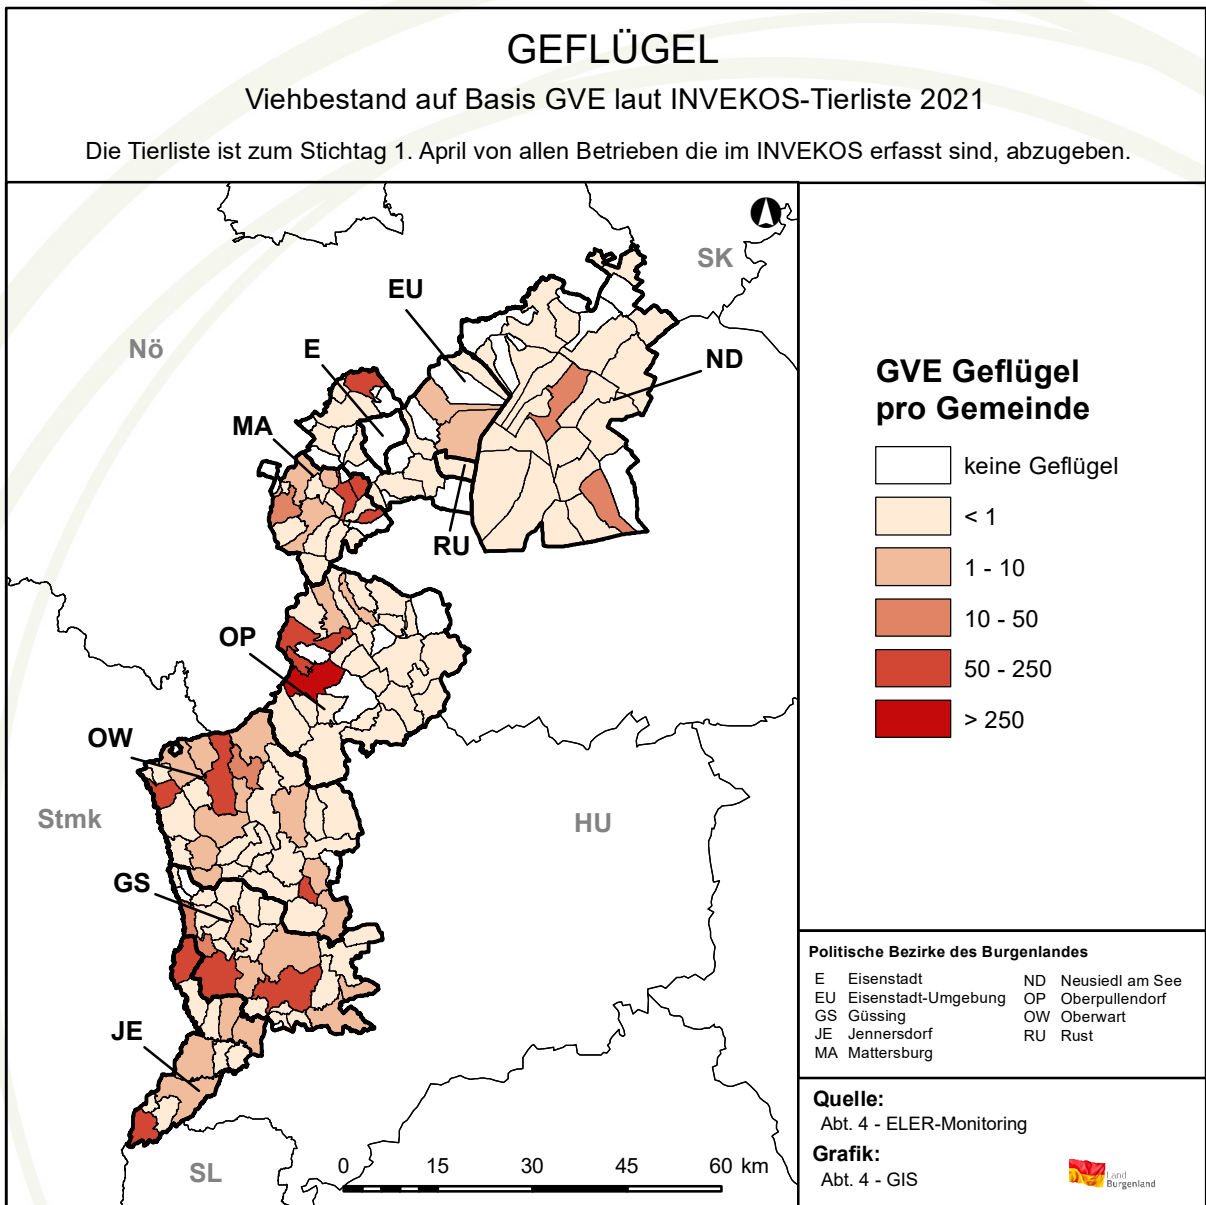 GEFLÜGEL
Viehbestand auf Basis GVE laut INVEKOS-Tierliste 2021
Die Tierliste ist zum Stichtag 1. April von allen Betrieben die im INVEKOS erfasst sind, abzugeben.
SK
EU
Nö
E
ND
MA
RU
OP
OW
Stmk
HU
GS
JE
SL
0 15 30 45 60 km
GVE Geflügel
pro Gemeinde
keine Geflügel
< 1
1 - 10
10 - 50
50 - 250
> 250
Politische Bezirke des Burgenlandes
E Eisenstadt
EU Eisenstadt-Umgebung
GS Güssing
JE Jennersdorf
MA Mattersburg
ND Neusiedl am See
OP Oberpullendorf
OW Oberwart
RU Rust
Quelle:
Abt. 4 - ELER-Monitoring
Grafik:
Abt. 4 - GIS
Land
Burgenland